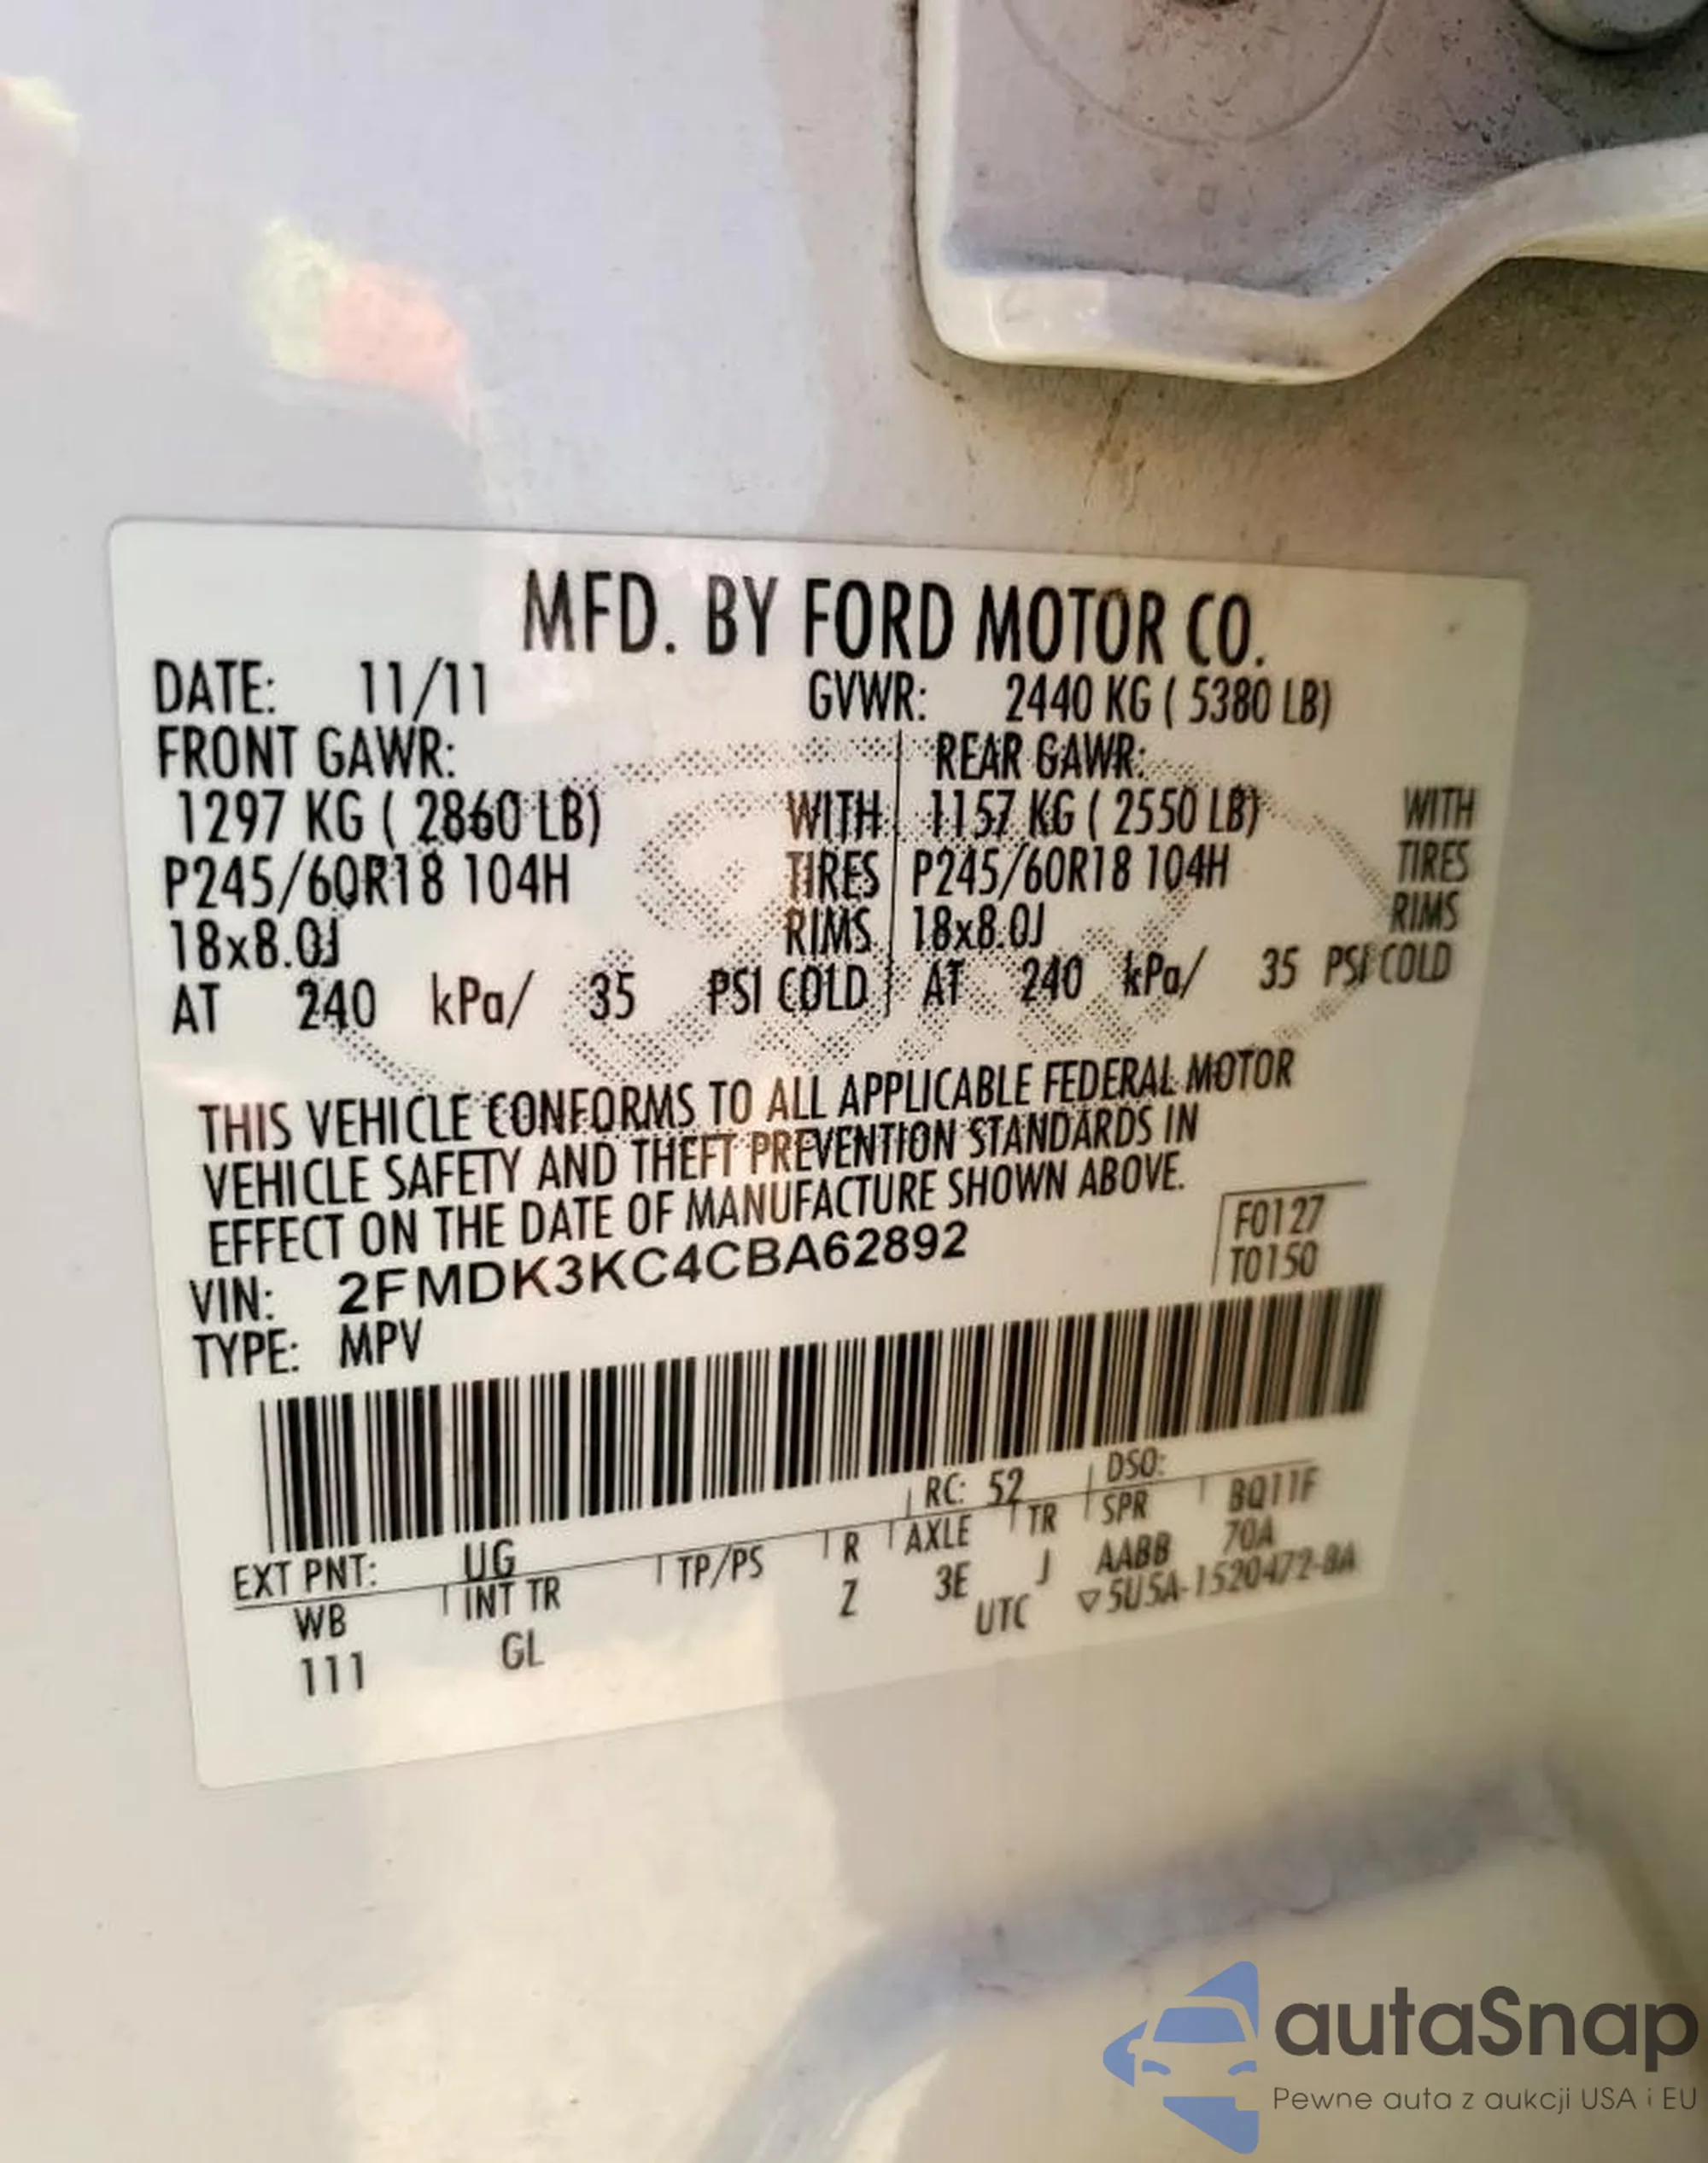 MFD. BY FORD MOTOR CO.
DATE: 11/11 GVWR: 2440 KG ( 5380 LB)
FRONT GAWR: REAR GAWR:
1297 KG ( 2860 LB) WITH 1157 KG ( 2550 LB) WITH
P245/60R18 104H TIRES P245/60R18 104H TIRES
18x8.0J RIMS 18x8.0J RIMS
AT 240 kPa/ 35 PSI COLD AT 240 kPa/ 35 PSI COLD
THIS VEHICLE CONFORMS TO ALL APPLICABLE FEDERAL MOTOR
VEHICLE SAFETY AND THEFT PREVENTION STANDARDS IN
EFFECT ON THE DATE OF MANUFACTURE SHOWN ABOVE.
VIN: 2FMDK3KC4CBA62892
F0127
T0150
TYPE: MPV
EXT PNT: UG RC: 52 DSO:
WB INT TR TP/PS R AXLE TR SPR BQ11F
111 GL Z 3E J AABB 70A
UTC ▽5U5A-1520472-BA
autaSnap
Pewne auta z aukcji USA i EU